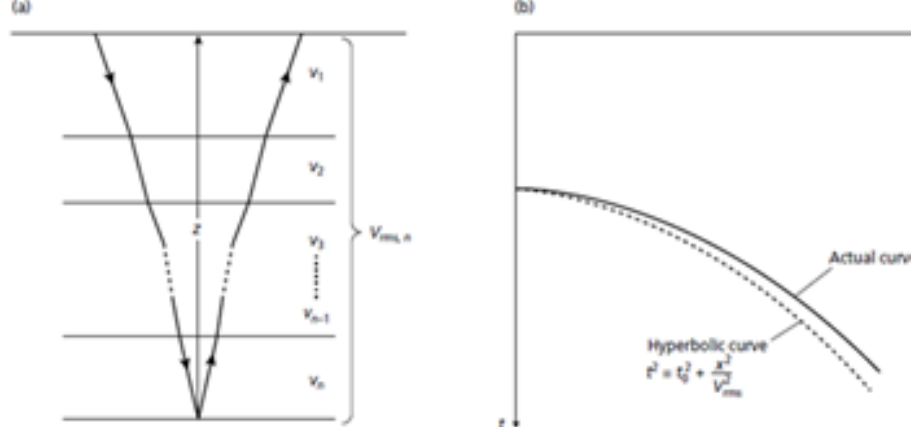 (a)
v1
v2
z
v3
vn−1
vn
Vrms, n
(b)
Actual curv
Hyperbolic curve
t² = t₀² + x²/V²rms
t